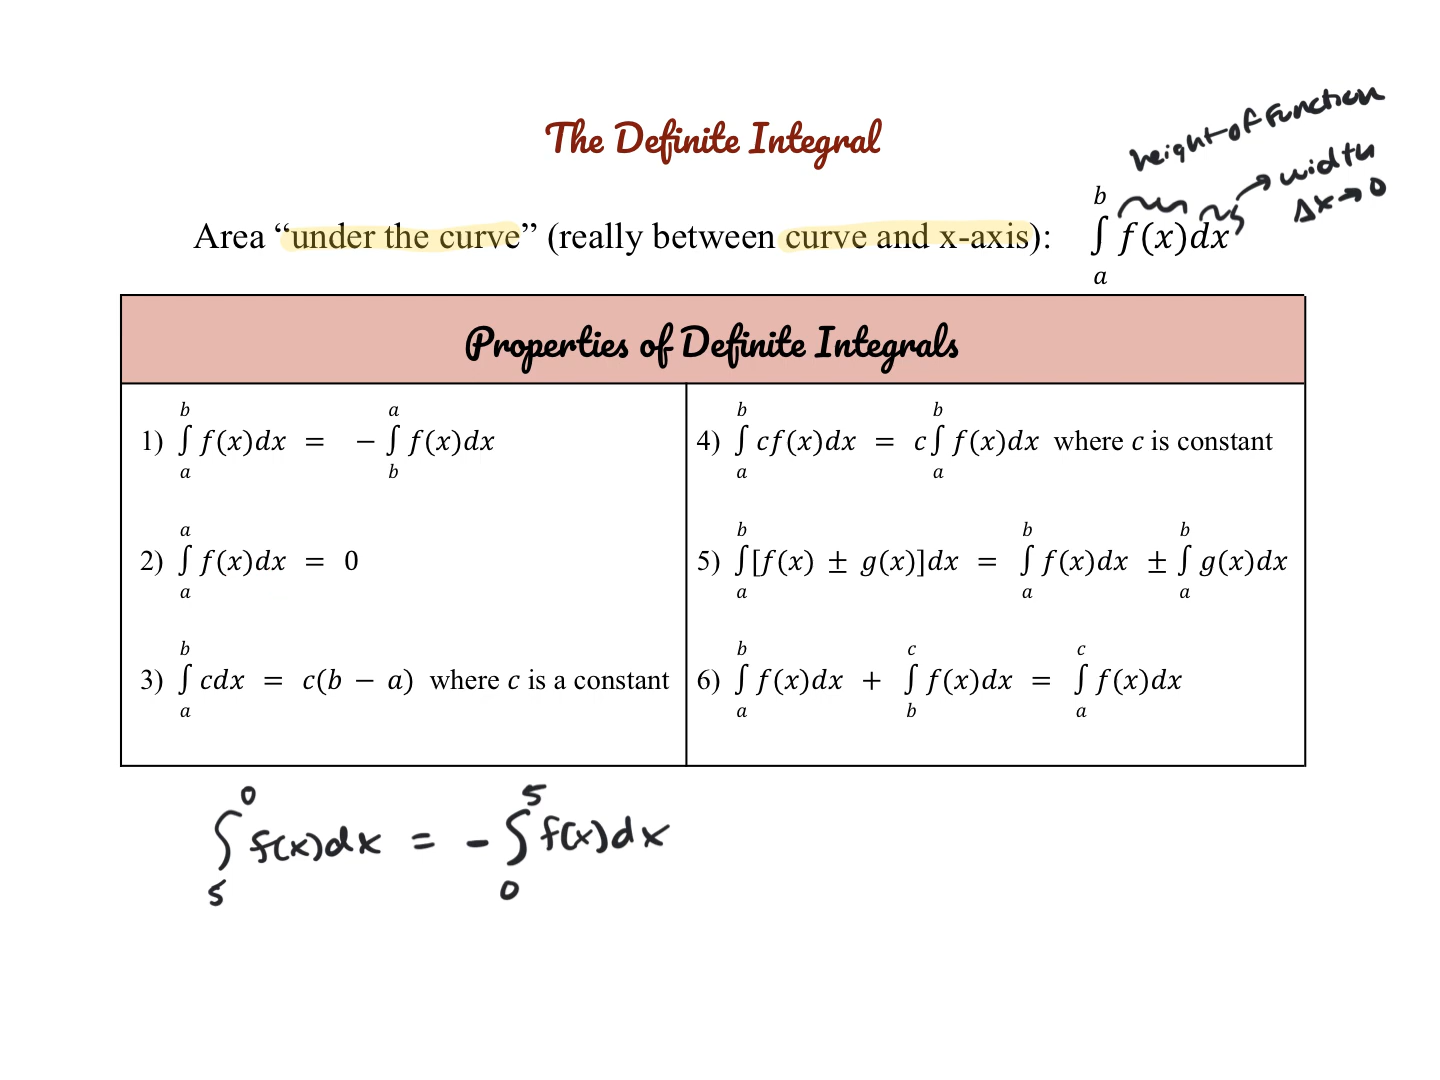 The Definite Integral
height of function
Area “under the curve” (really between curve and x-axis): ∫_a^b f(x)dx
→ width
Δx→0
Properties of Definite Integrals
1) ∫_a^b f(x)dx = −∫_b^a f(x)dx
2) ∫_a^a f(x)dx = 0
3) ∫_a^b cdx = c(b − a) where c is a constant
4) ∫_a^b cf(x)dx = c∫_a^b f(x)dx where c is constant
5) ∫_a^b [f(x) ± g(x)]dx = ∫_a^b f(x)dx ± ∫_a^b g(x)dx
6) ∫_a^b f(x)dx + ∫_b^c f(x)dx = ∫_a^c f(x)dx
∫_5^0 f(x)dx = -∫_0^5 f(x)dx